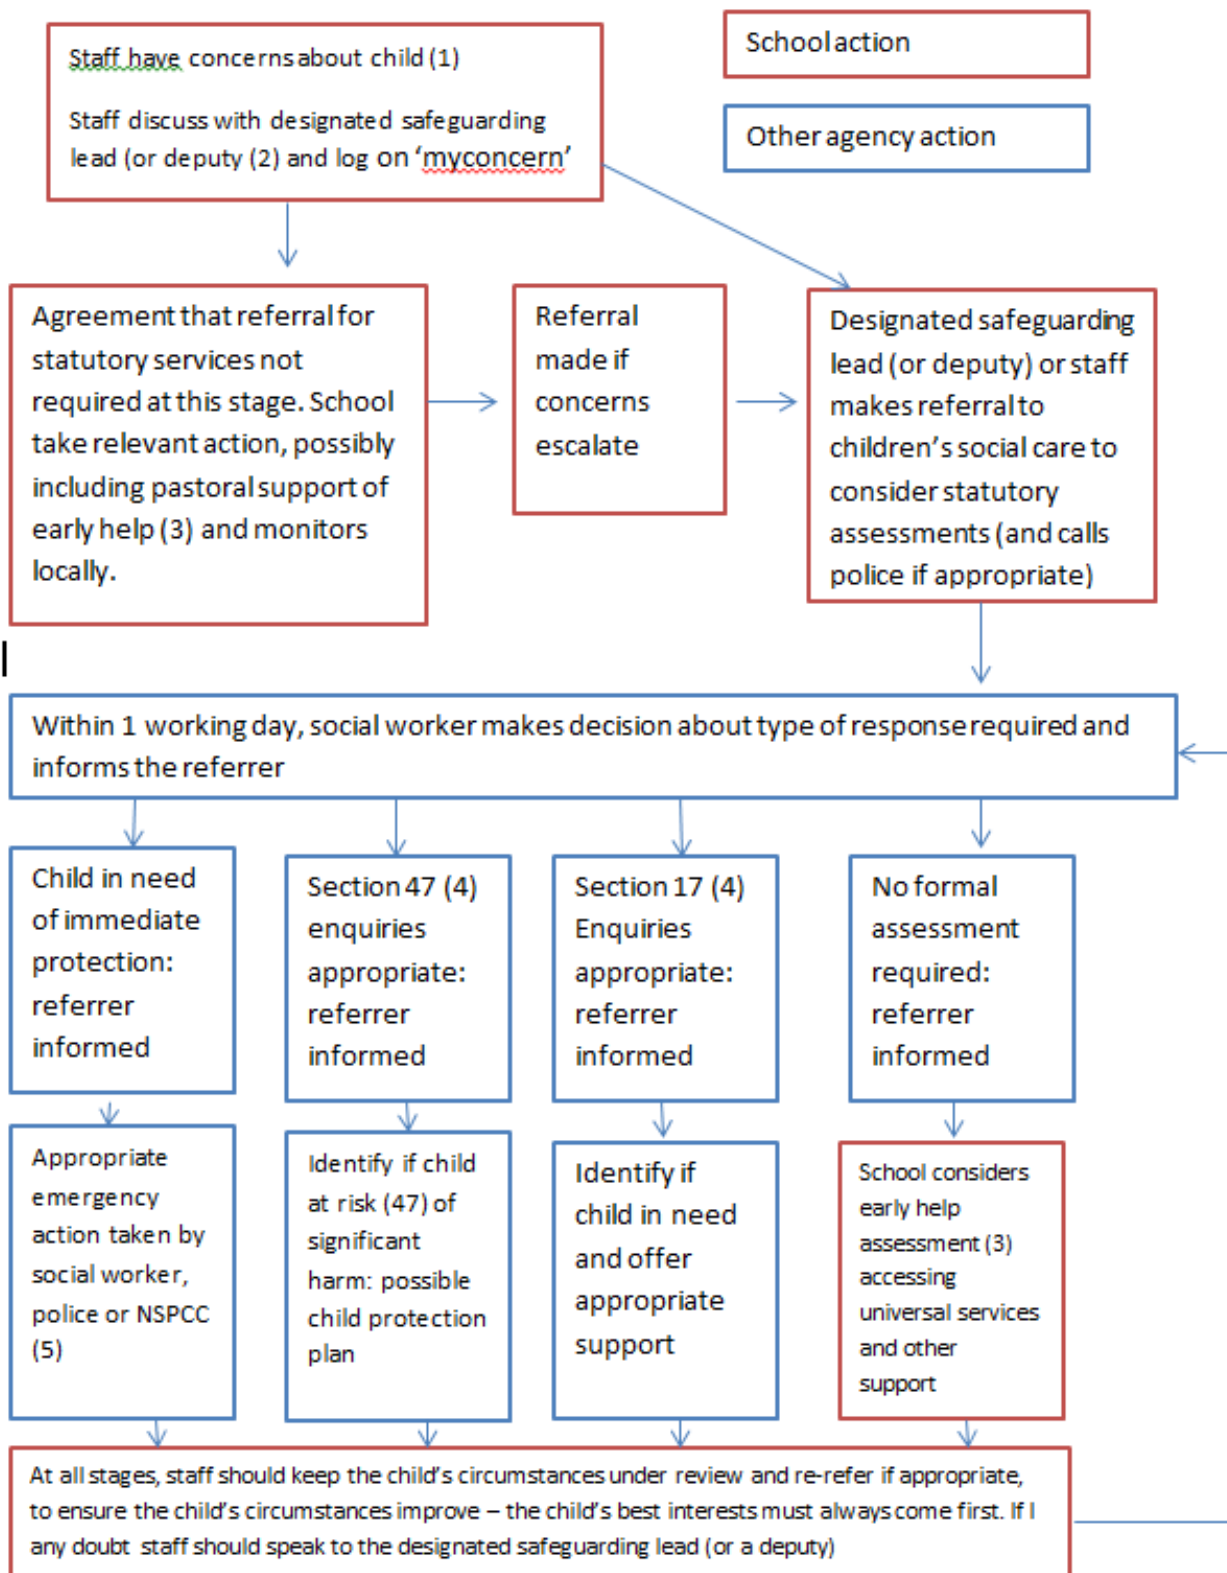 Staff have concerns about child (1)
Staff discuss with designated safeguarding
lead (or deputy (2) and log on ‘myconcern’
School action
Other agency action
Agreement that referral for
statutory services not
required at this stage. School
take relevant action, possibly
including pastoral support of
early help (3) and monitors
locally.
Referral
made if
concerns
escalate
Designated safeguarding
lead (or deputy) or staff
makes referral to
children’s social care to
consider statutory
assessments (and calls
police if appropriate)
Within 1 working day, social worker makes decision about type of response required and
informs the referrer
Child in need
of immediate
protection:
referrer
informed
Section 47 (4)
enquiries
appropriate:
referrer
informed
Section 17 (4)
Enquiries
appropriate:
referrer
informed
No formal
assessment
required:
referrer
informed
Appropriate
emergency
action taken by
social worker,
police or NSPCC
(5)
Identify if child
at risk (47) of
significant
harm: possible
child protection
plan
Identify if
child in need
and offer
appropriate
support
School considers
early help
assessment (3)
accessing
universal services
and other
support
At all stages, staff should keep the child’s circumstances under review and re-refer if appropriate,
to ensure the child’s circumstances improve – the child’s best interests must always come first. If I
any doubt staff should speak to the designated safeguarding lead (or a deputy)